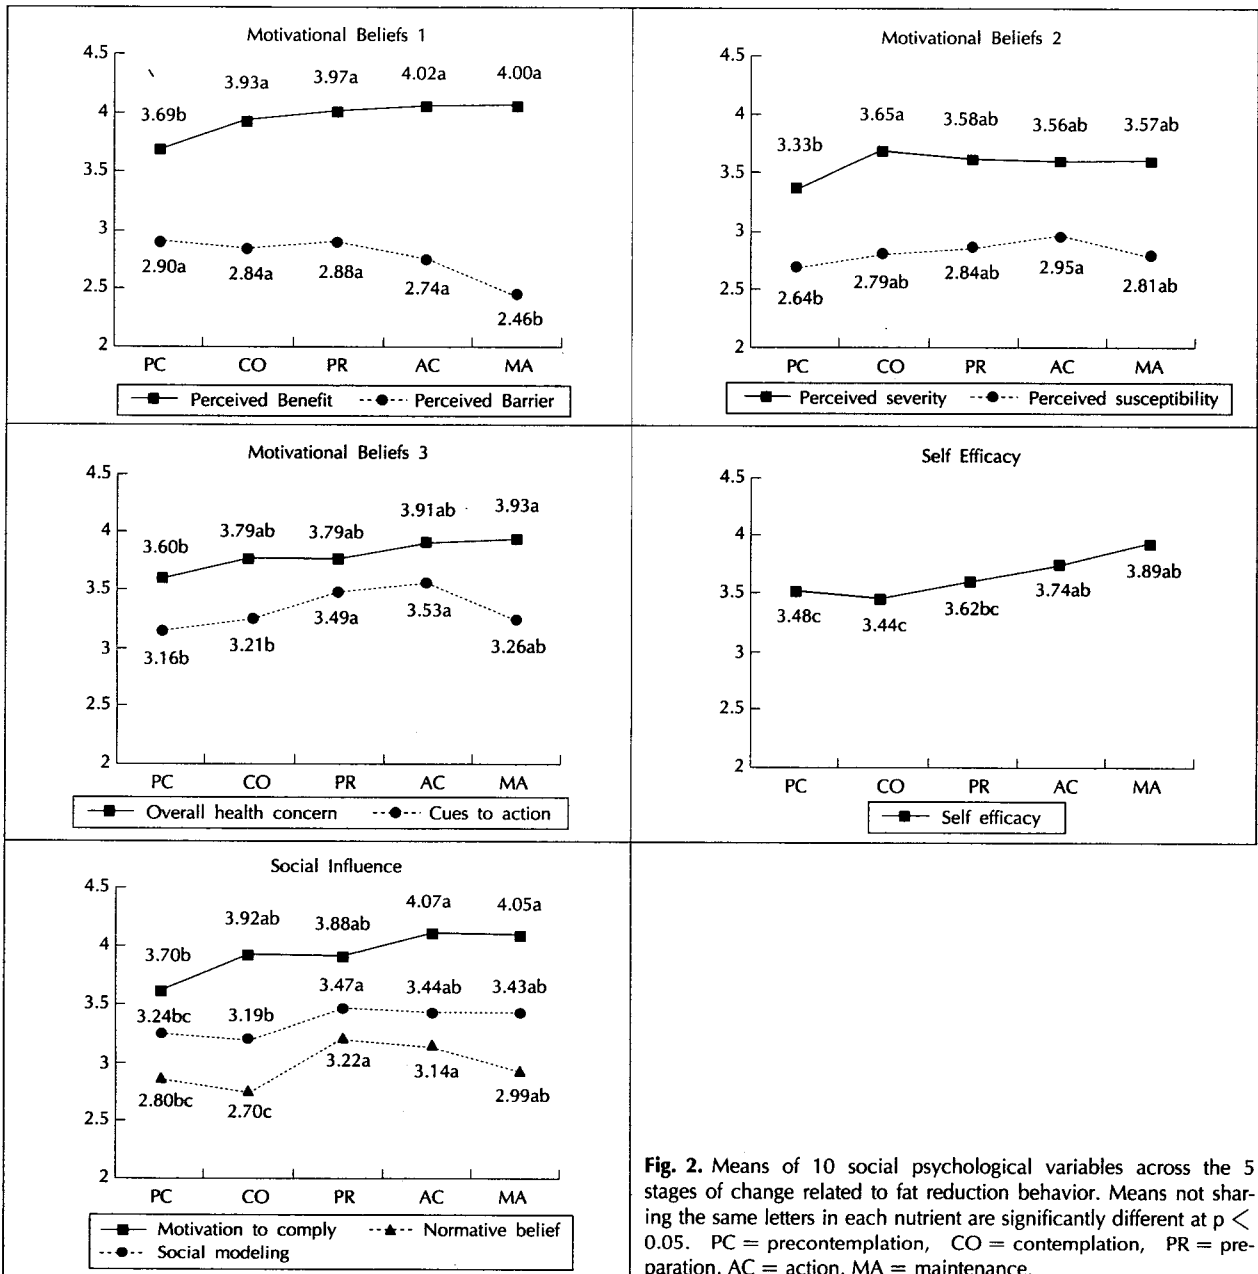 Motivational Beliefs 1
4.5
4
3.5
3
2.5
2
3.69b 3.93a 3.97a 4.02a 4.00a
2.90a 2.84a 2.88a 2.74a 2.46b
PC CO PR AC MA
Perceived Benefit Perceived Barrier
Motivational Beliefs 2
4.5
4
3.5
3
2.5
2
3.33b 3.65a 3.58ab 3.56ab 3.57ab
2.64b 2.79ab 2.84ab 2.95a 2.81ab
PC CO PR AC MA
Perceived severity Perceived susceptibility
Motivational Beliefs 3
4.5
4
3.5
3
2.5
2
3.60b 3.79ab 3.79ab 3.91ab 3.93a
3.16b 3.21b 3.49a 3.53a 3.26ab
PC CO PR AC MA
Overall health concern Cues to action
Self Efficacy
4.5
4
3.5
3
2.5
2
3.48c 3.44c 3.62bc 3.74ab 3.89ab
PC CO PR AC MA
Self efficacy
Social Influence
4.5
4
3.5
3
2.5
2
3.70b 3.92ab 3.88ab 4.07a 4.05a
3.24bc 3.19b 3.47a 3.44ab 3.43ab
2.80bc 2.70c 3.22a 3.14a 2.99ab
PC CO PR AC MA
Motivation to comply Normative belief
Social modeling
Fig. 2. Means of 10 social psychological variables across the 5
stages of change related to fat reduction behavior. Means not shar-
ing the same letters in each nutrient are significantly different at p <
0.05. PC = precontemplation, CO = contemplation, PR = pre-
paration, AC = action, MA = maintenance.